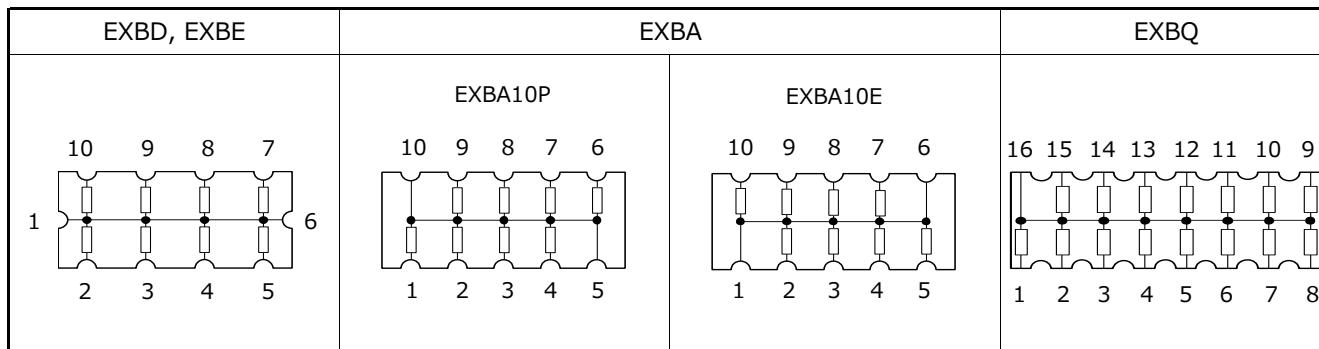 EXBD, EXBE
EXBA
EXBQ
10 9 8 7
1
6
2 3 4 5
EXBA10P
10 9 8 7 6
1 2 3 4 5
EXBA10E
10 9 8 7 6
1 2 3 4 5
16 15 14 13 12 11 10 9
1 2 3 4 5 6 7 8